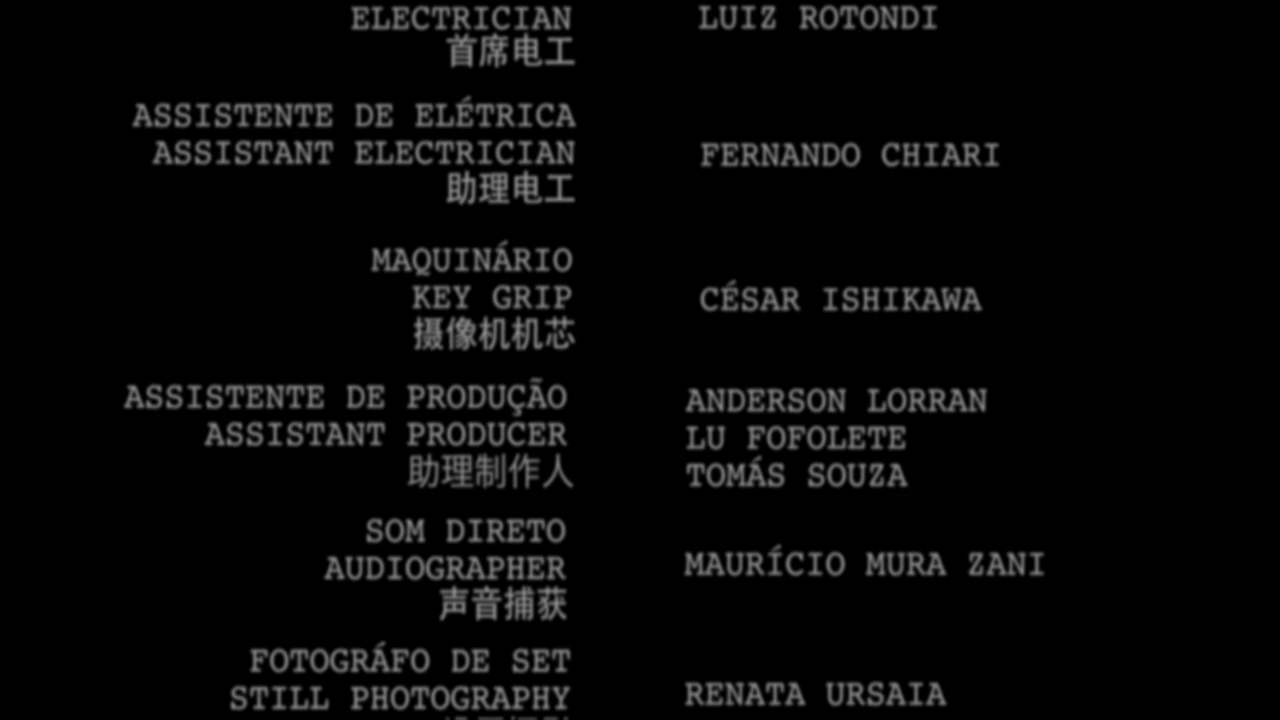 ELECTRICIAN
首席电工
LUIZ ROTONDI
ASSISTENTE DE ELÉTRICA
ASSISTANT ELECTRICIAN
助理电工
FERNANDO CHIARI
MAQUINÁRIO
KEY GRIP
摄像机机芯
CÉSAR ISHIKAWA
ASSISTENTE DE PRODUÇÃO
ASSISTANT PRODUCER
助理制作人
ANDERSON LORRAN
LU FOFOLETE
TOMÁS SOUZA
SOM DIRETO
AUDIOGRAPHER
声音捕获
MAURÍCIO MURA ZANI
FOTOGRÁFO DE SET
STILL PHOTOGRAPHY
RENATA URSAIA